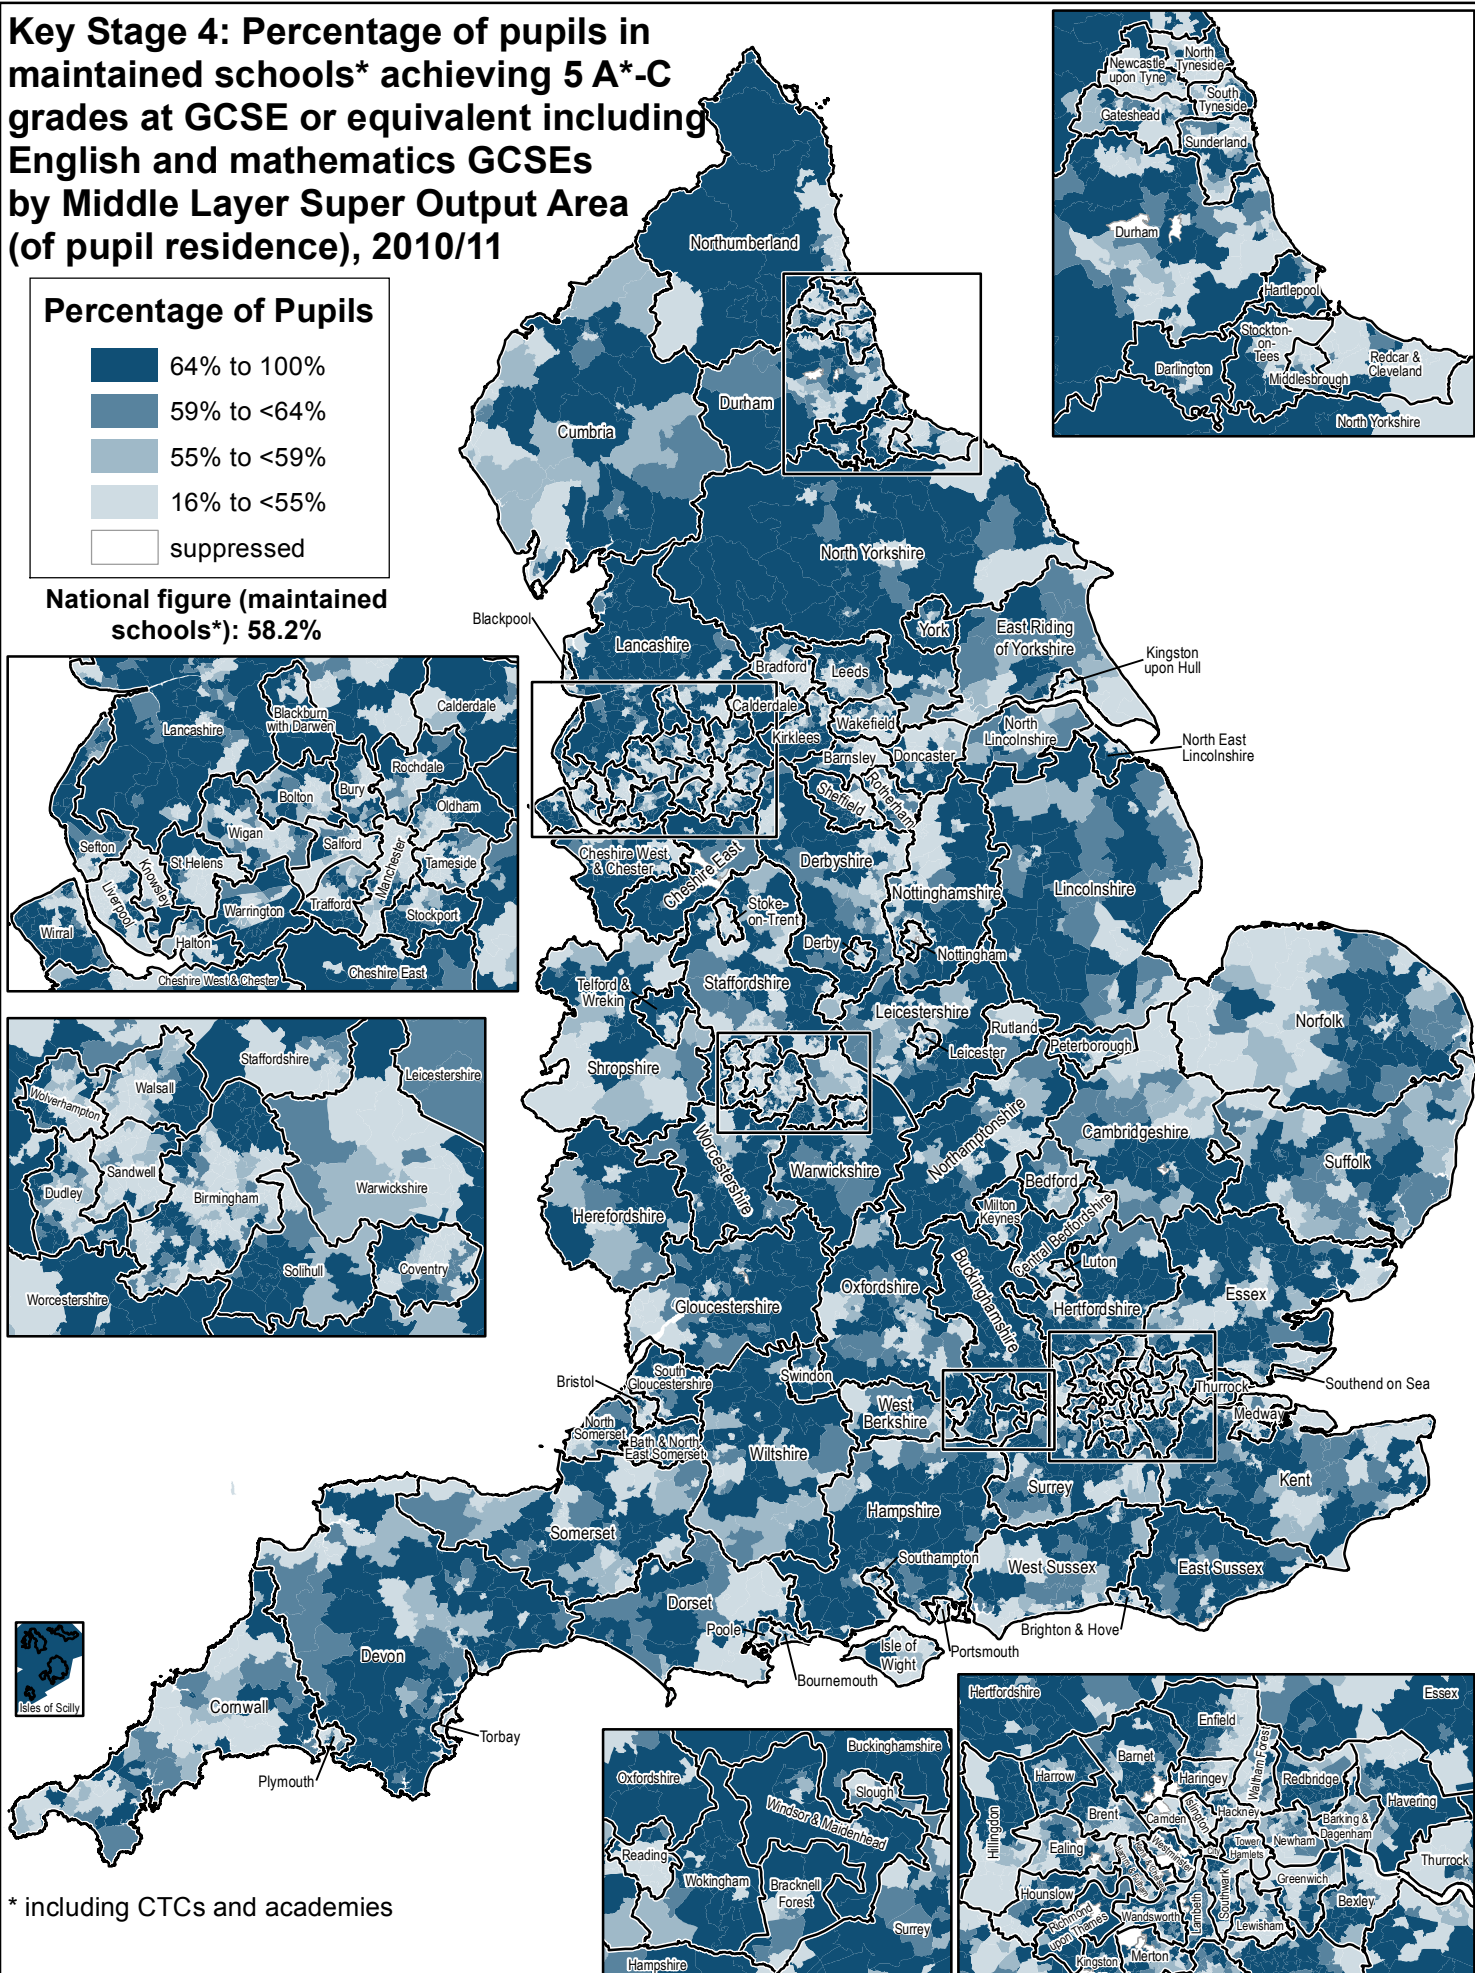 Key Stage 4: Percentage of pupils in
maintained schools* achieving 5 A*-C
grades at GCSE or equivalent including
English and mathematics GCSEs
by Middle Layer Super Output Area
(of pupil residence), 2010/11
Percentage of Pupils
64% to 100%
59% to <64%
55% to <59%
16% to <55%
suppressed
National figure (maintained
schools*): 58.2%
Newcastle
upon Tyne
North
Tyneside
South
Tyneside
Gateshead
Sunderland
Durham
Hartlepool
Stockton-
on-
Tees
Darlington
Middlesbrough
Redcar &
Cleveland
North Yorkshire
Northumberland
Durham
Cumbria
North Yorkshire
Blackpool
Lancashire
York
East Riding
of Yorkshire
Kingston
upon Hull
Bradford
Leeds
Calderdale
Wakefield
Kirklees
North
Lincolnshire
North East
Lincolnshire
Barnsley
Doncaster
Sheffield
Rotherham
Cheshire West
& Chester
Cheshire East
Derbyshire
Nottinghamshire
Lincolnshire
Stoke-
on-Trent
Derby
Nottingham
Telford &
Wrekin
Staffordshire
Leicestershire
Rutland
Leicester
Peterborough
Norfolk
Shropshire
Worcestershire
Warwickshire
Northamptonshire
Cambridgeshire
Suffolk
Herefordshire
Bedford
Milton
Keynes
Central Bedfordshire
Luton
Buckinghamshire
Oxfordshire
Gloucestershire
Hertfordshire
Essex
Bristol
South
Gloucestershire
Swindon
Thurrock
Southend on Sea
North
Somerset
Bath & North
East Somerset
West
Berkshire
Medway
Wiltshire
Surrey
Kent
Somerset
Hampshire
Southampton
West Sussex
East Sussex
Dorset
Poole
Bournemouth
Isle of
Wight
Portsmouth
Brighton & Hove
Devon
Cornwall
Torbay
Plymouth
Isles of Scilly
Lancashire
Blackburn
with Darwen
Calderdale
Rochdale
Bolton
Bury
Oldham
Wigan
Salford
Sefton
St Helens
Knowsley
Liverpool
Manchester
Tameside
Trafford
Warrington
Stockport
Wirral
Halton
Cheshire West & Chester
Cheshire East
Staffordshire
Leicestershire
Walsall
Wolverhampton
Sandwell
Dudley
Birmingham
Warwickshire
Solihull
Coventry
Worcestershire
Buckinghamshire
Oxfordshire
Slough
Windsor & Maidenhead
Reading
Wokingham
Bracknell
Forest
Surrey
Hampshire
Hertfordshire
Essex
Enfield
Barnet
Harrow
Haringey
Waltham Forest
Redbridge
Havering
Hillingdon
Brent
Camden
Islington
Hackney
Barking &
Dagenham
Ealing
Westminster
City
Tower
Hamlets
Newham
Thurrock
Hounslow
Greenwich
Bexley
Richmond
upon Thames
Wandsworth
Lambeth
Southwark
Lewisham
Kingston
Merton
* including CTCs and academies